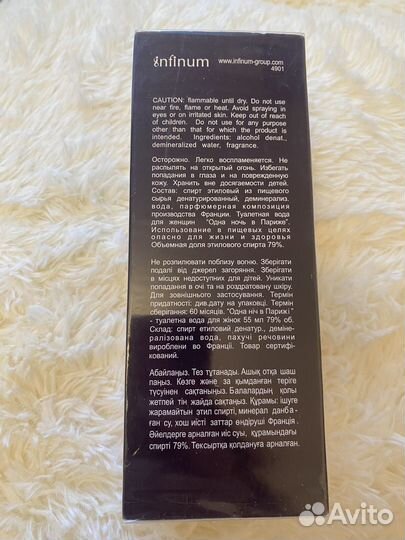 infinum
www.infinum-group.com
4901
CAUTION: flammable until dry. Do not use
near fire, flame or heat. Avoid spraying in
eyes or on irritated skin. Keep out of reach
of children. Do not use for any purpose
other than that for which the product is
intended. Ingredients: alcohol denat.,
demineralized water, fragrance.
Осторожно. Легко воспламеняется. Не
распылять на открытый огонь. Избегать
попадания в глаза и на поврежденную
кожу. Хранить вне досягаемости детей.
Состав: спирт этиловый из пищевого
сырья денатурированный, деминерализ.
вода, парфюмерная композиция
производства Франции. Туалетная вода
для женщин "Одна ночь в Париже".
Использование в пищевых целях
опасно для жизни и здоровья
Объемная доля этилового спирта 79%.
Не розпилювати поблизу вогню. Зберігати
подалі від джерел загоряння. Зберігати в
місцях недоступних для дітей. Уникати
попадання в очі та на роздратовану шкіру.
Для зовнішнього застосування. Термін
придатності: див.дату на упаковці. Термін
сберігання: 60 місяців. "Одна ніч в Парижі
" - туалетна вода для жінок 55 мл 79% об.
Склад: спирт етиловий денатур., деміне-
ралізована вода, пахучі речовини
вироблені во Франції. Товар сертифі-
кований.
Абайлаңыз. Тез тұтанады. Ашық отқа шаш
паңыз. Көзге және за қымданған теріге
түсуінен сақтаңыз. Балалардың қолы
жетпей тін жайда сақтаңыз. Құрамы: ішуге
жарамайтын этил спирті, минерал данба-
ған су, хош иісті заттар өндіруші Франція .
Әйелдерге арналған иіс суы, құрамындағы
спирті 79%. Тексыртқа қолдануға арналған.
Avito